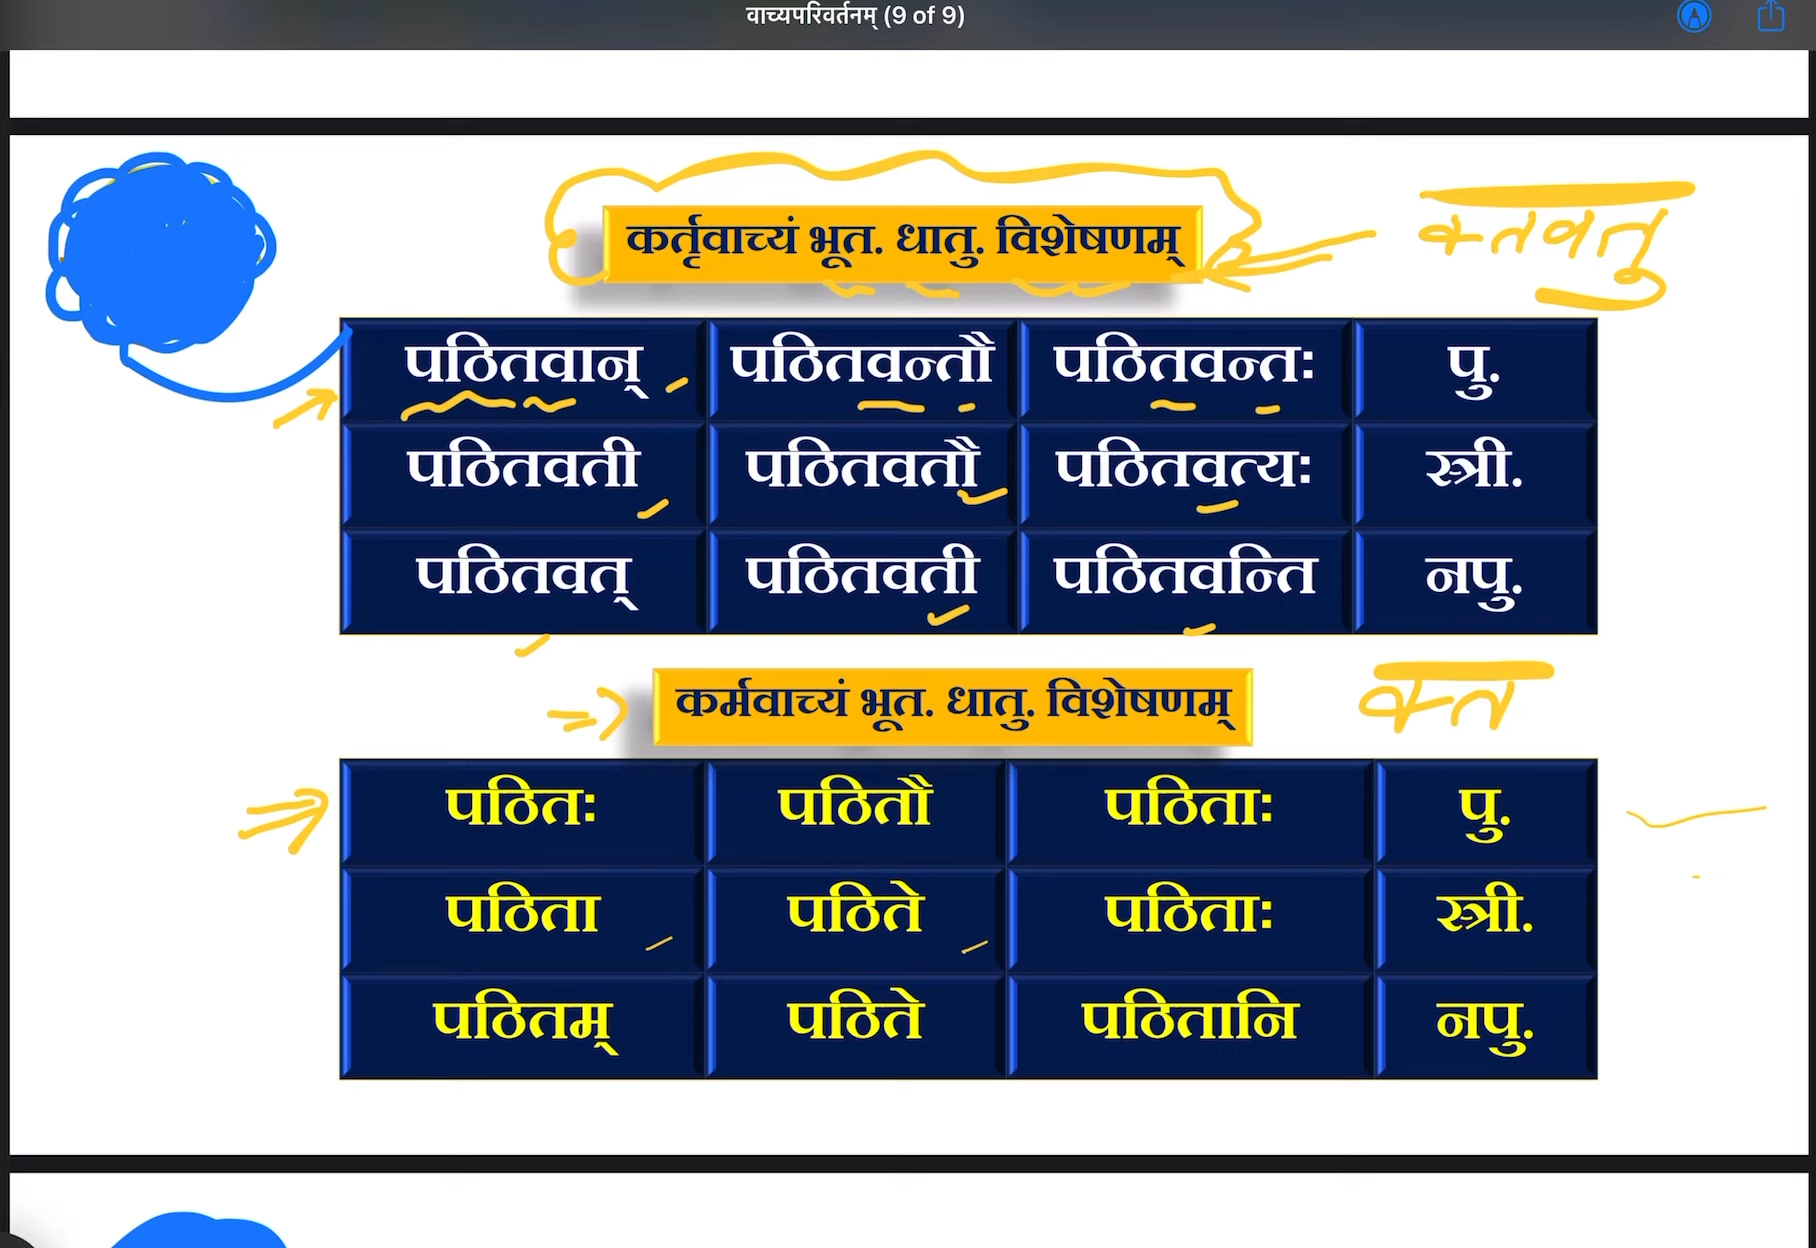 वाच्यपरिवर्तनम् (9 of 9)
कर्तृवाच्यं भूत. धातु. विशेषणम्
क्तवतु
पठितवान् पठितवन्तौ पठितवन्तः पु.
पठितवती पठितवतौ पठितवत्यः स्त्री.
पठितवत् पठितवती पठितवन्ति नपु.
कर्मवाच्यं भूत. धातु. विशेषणम्
क्त
पठितः पठितौ पठिताः पु.
पठिता पठिते पठिताः स्त्री.
पठितम् पठिते पठितानि नपु.